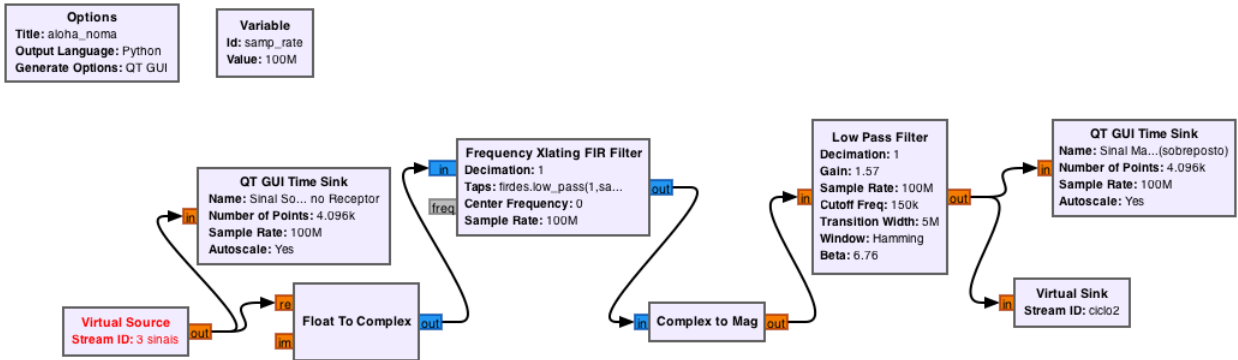 Options
Title: aloha_noma
Output Language: Python
Generate Options: QT GUI
Variable
Id: samp_rate
Value: 100M
QT GUI Time Sink
Name: Sinal So... no Receptor
Number of Points: 4.096k
Sample Rate: 100M
Autoscale: Yes
in
Virtual Source
Stream ID: 3 sinais
out
Float To Complex
re
im
out
Frequency Xlating FIR Filter
Decimation: 1
Taps: firdes.low_pass(1,sa...
Center Frequency: 0
Sample Rate: 100M
in
freq
out
Complex to Mag
in
out
Low Pass Filter
Decimation: 1
Gain: 1.57
Sample Rate: 100M
Cutoff Freq: 150k
Transition Width: 5M
Window: Hamming
Beta: 6.76
in
out
QT GUI Time Sink
Name: Sinal Ma...(sobreposto)
Number of Points: 4.096k
Sample Rate: 100M
Autoscale: Yes
in
Virtual Sink
Stream ID: ciclo2
in